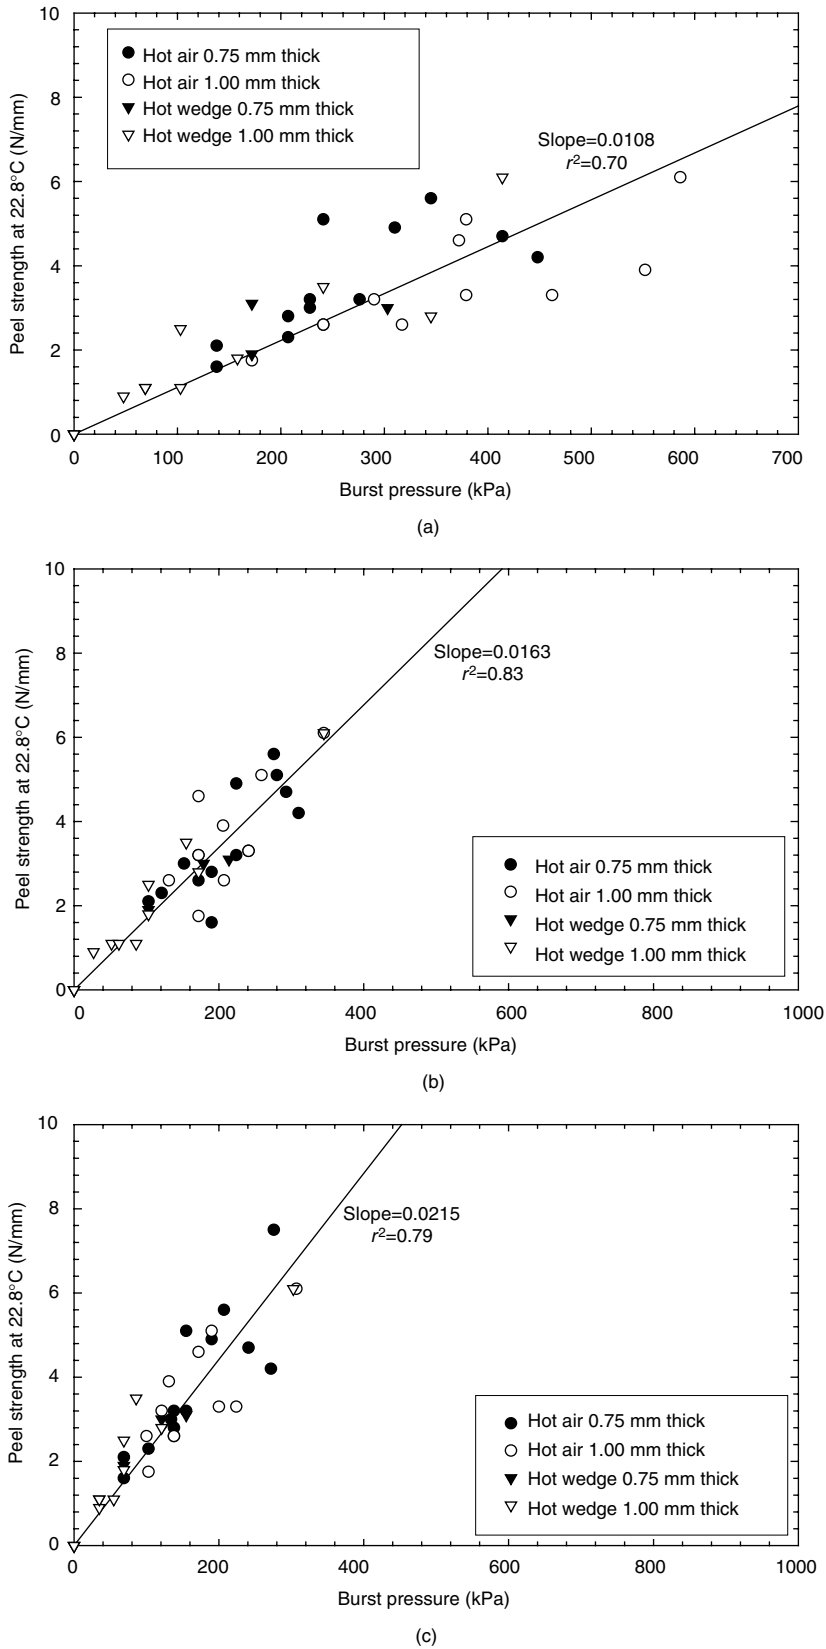 10
8
6
4
2
0
Peel strength at 22.8°C (N/mm)
Hot air 0.75 mm thick
Hot air 1.00 mm thick
Hot wedge 0.75 mm thick
Hot wedge 1.00 mm thick
Slope=0.0108
r²=0.70
0 100 200 300 400 500 600 700
Burst pressure (kPa)
(a)
10
8
6
4
2
0
Peel strength at 22.8°C (N/mm)
Slope=0.0163
r²=0.83
Hot air 0.75 mm thick
Hot air 1.00 mm thick
Hot wedge 0.75 mm thick
Hot wedge 1.00 mm thick
0 200 400 600 800 1000
Burst pressure (kPa)
(b)
10
8
6
4
2
0
Peel strength at 22.8°C (N/mm)
Slope=0.0215
r²=0.79
Hot air 0.75 mm thick
Hot air 1.00 mm thick
Hot wedge 0.75 mm thick
Hot wedge 1.00 mm thick
0 200 400 600 800 1000
Burst pressure (kPa)
(c)